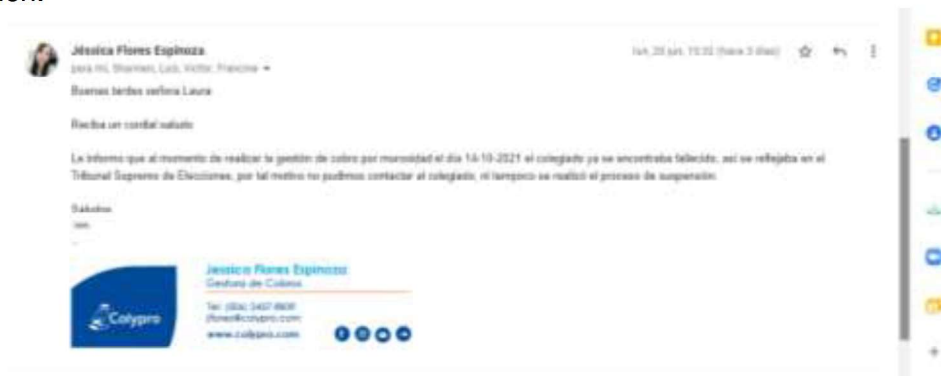 Jéssica Flores Espinoza
para mí, Sharman, Luis, Victor, Francine
Buenas tardes señora Laura
Reciba un cordial saludo
Le informo que al momento de realizar la gestión de cobro por morosidad el día 14-10-2021 el colegiado ya se encontraba fallecido, así se reflejaba en el
Tribunal Supremo de Elecciones, por tal motivo no pudimos contactar al colegiado, ni tampoco se realizó el proceso de suspensión.
Saludos
Colypro
Jessica Flores Espinoza
Gestora de Cobros
www.colypro.com